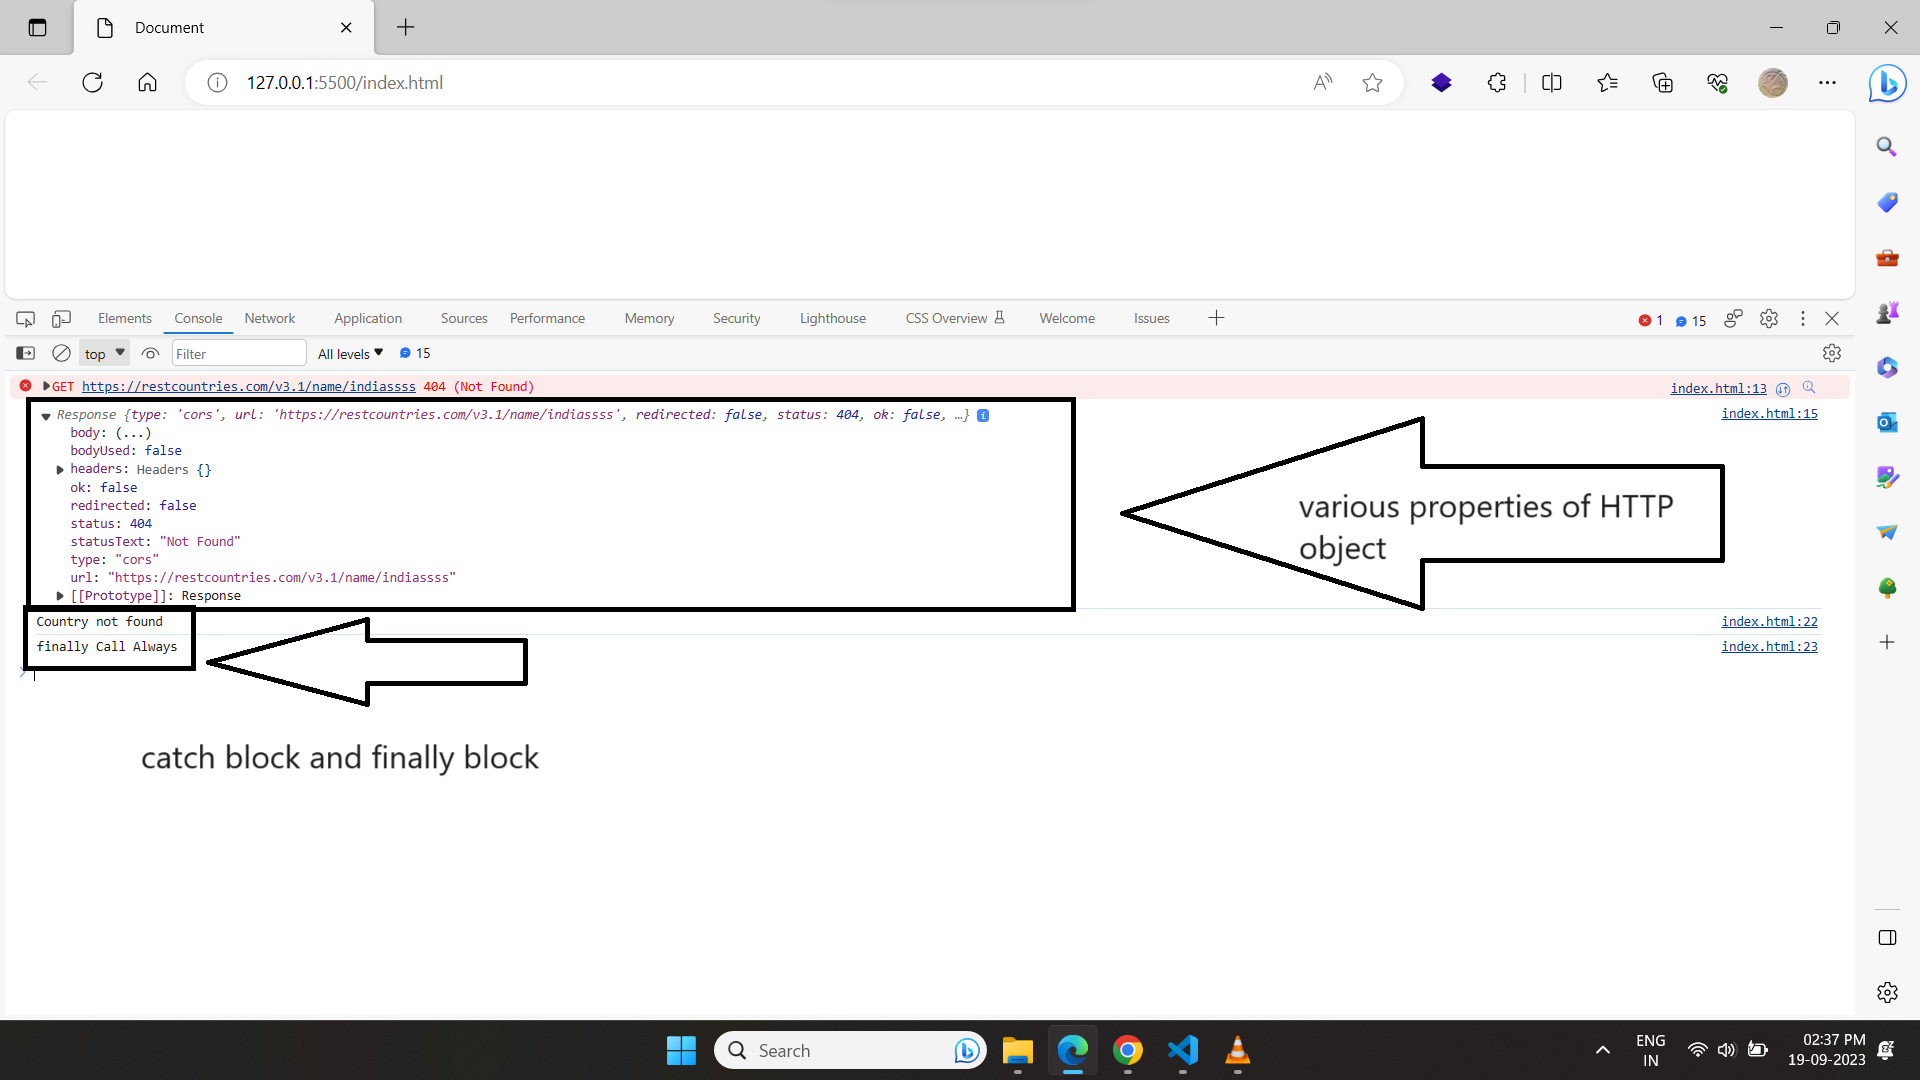 Document
127.0.0.1:5500/index.html
Elements Console Network Application Sources Performance Memory Security Lighthouse CSS Overview Welcome Issues 1 15
top Filter All levels 15
GET https://restcountries.com/v3.1/name/indiassss 404 (Not Found) index.html:13
Response {type: 'cors', url: 'https://restcountries.com/v3.1/name/indiassss', redirected: false, status: 404, ok: false, …} index.html:15
body: (...)
bodyUsed: false
headers: Headers {}
ok: false
redirected: false
status: 404
statusText: "Not Found"
type: "cors"
url: "https://restcountries.com/v3.1/name/indiassss"
[[Prototype]]: Response
various properties of HTTP
object
Country not found index.html:22
finally Call Always index.html:23
catch block and finally block
Search
ENG
IN
02:37 PM
19-09-2023